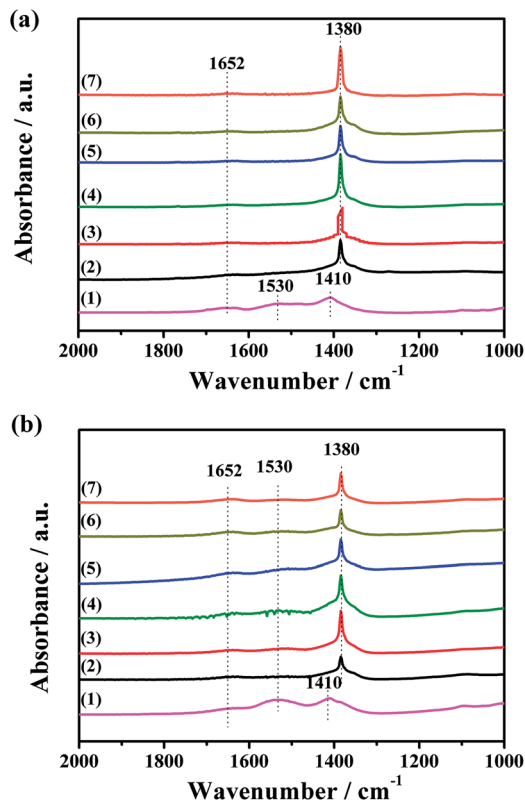 (a)
1380
1652
(7)
(6)
(5)
(4)
(3)
(2)
1530
1410
(1)
Absorbance / a.u.
2000 1800 1600 1400 1200 1000
Wavenumber / cm⁻¹
(b)
1380
1652
1530
(7)
(6)
(5)
(4)
(3)
(2)
1410
(1)
Absorbance / a.u.
2000 1800 1600 1400 1200 1000
Wavenumber / cm⁻¹